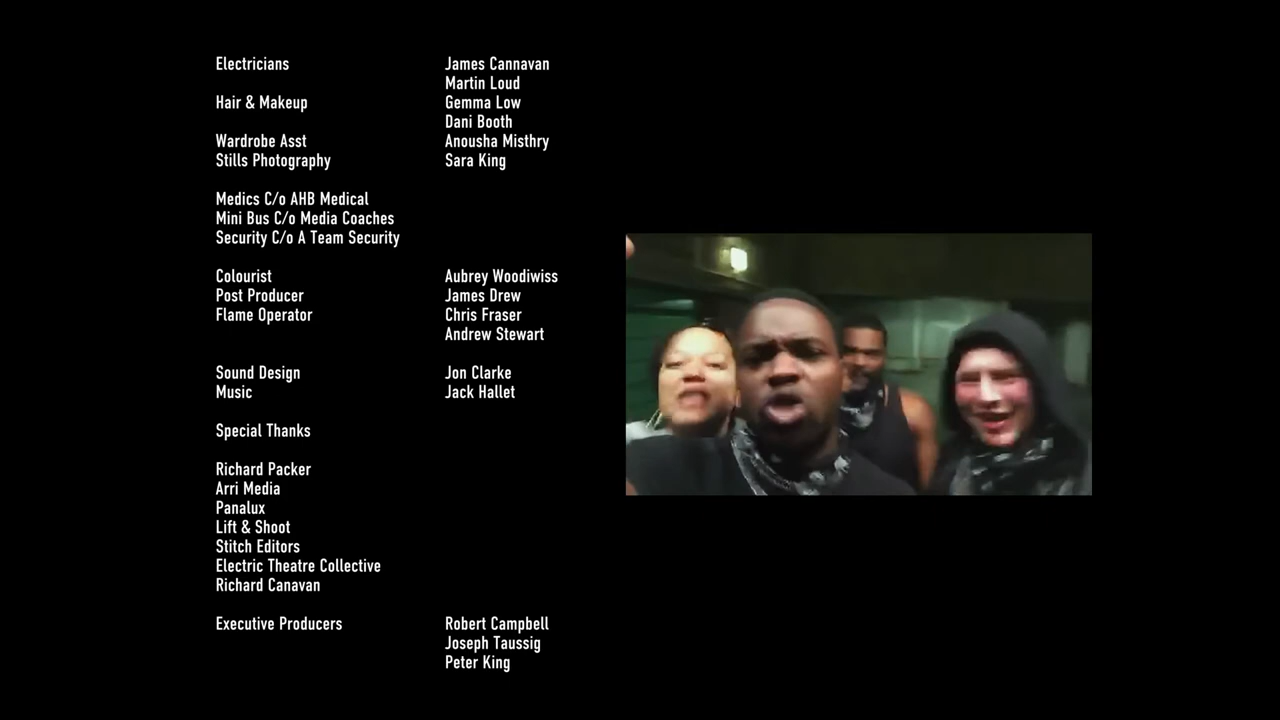 Electricians James Cannavan
Martin Loud
Hair & Makeup Gemma Low
Dani Booth
Wardrobe Asst Anousha Misthry
Stills Photography Sara King
Medics C/o AHB Medical
Mini Bus C/o Media Coaches
Security C/o A Team Security
Colourist Aubrey Woodiwiss
Post Producer James Drew
Flame Operator Chris Fraser
Andrew Stewart
Sound Design Jon Clarke
Music Jack Hallet
Special Thanks
Richard Packer
Arri Media
Panalux
Lift & Shoot
Stitch Editors
Electric Theatre Collective
Richard Canavan
Executive Producers Robert Campbell
Joseph Taussig
Peter King